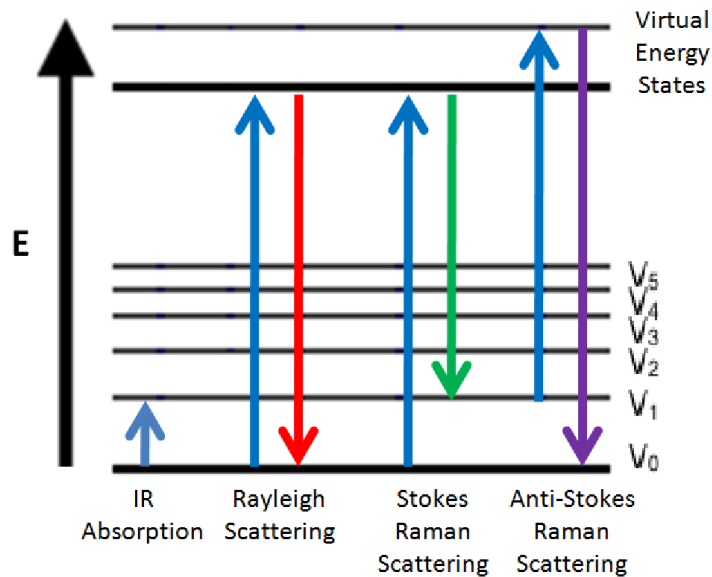 Virtual
Energy
States
E
V₅
V₄
V₃
V₂
V₁
V₀
IR
Absorption
Rayleigh
Scattering
Stokes
Raman
Scattering
Anti-Stokes
Raman
Scattering